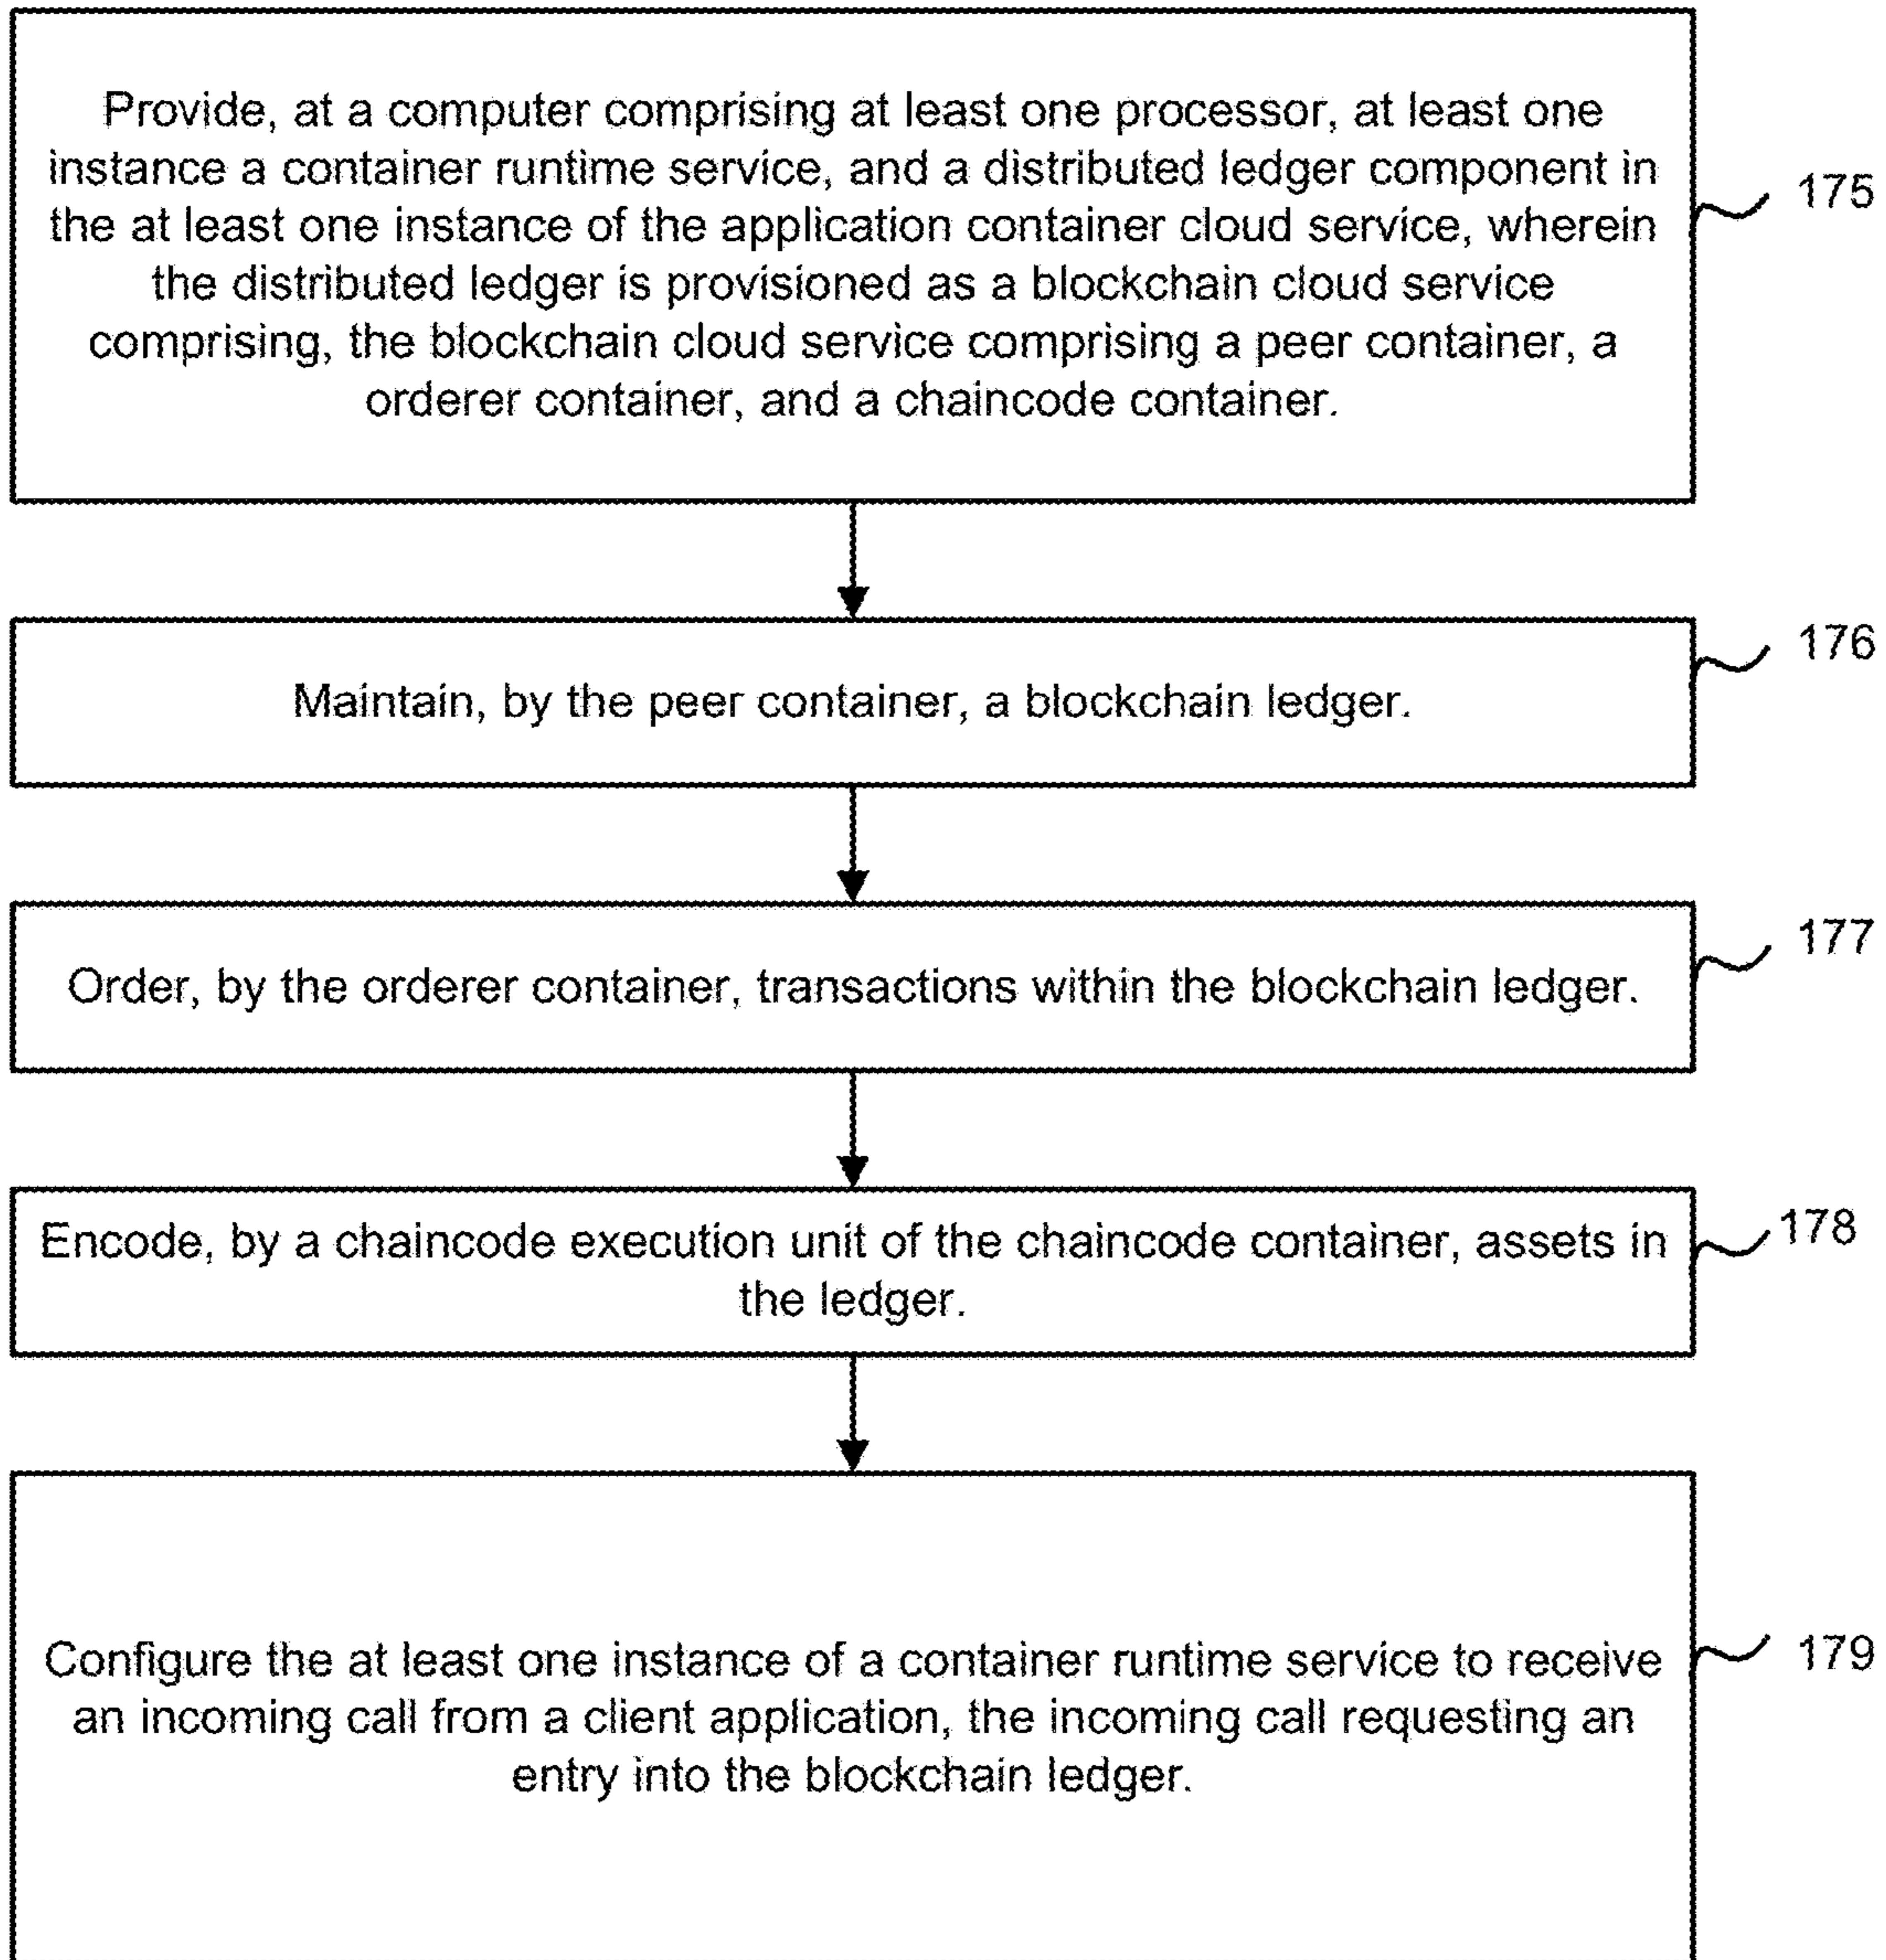 Provide, at a computer comprising at least one processor, at least one
instance a container runtime service, and a distributed ledger component in
the at least one instance of the application container cloud service, wherein
the distributed ledger is provisioned as a blockchain cloud service
comprising, the blockchain cloud service comprising a peer container, a
orderer container, and a chaincode container.
175
Maintain, by the peer container, a blockchain ledger.
176
Order, by the orderer container, transactions within the blockchain ledger.
177
Encode, by a chaincode execution unit of the chaincode container, assets in
the ledger.
178
Configure the at least one instance of a container runtime service to receive
an incoming call from a client application, the incoming call requesting an
entry into the blockchain ledger.
179